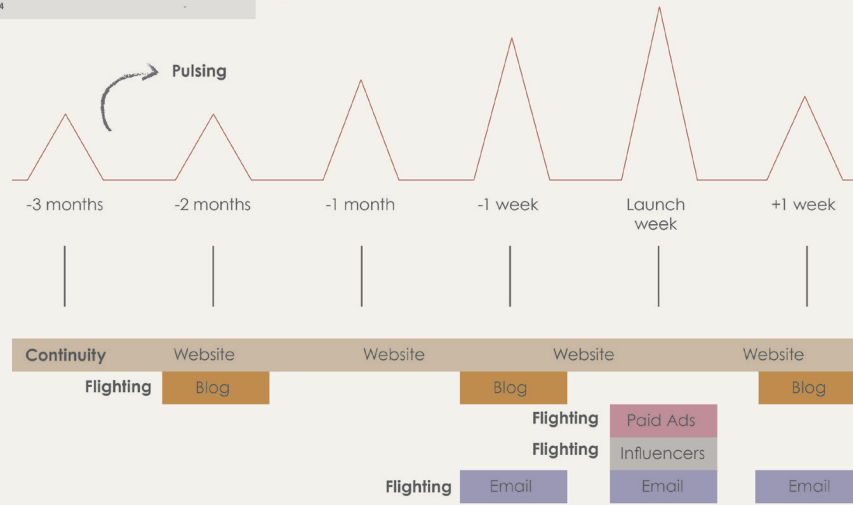 4
Pulsing
-3 months -2 months -1 month -1 week Launch week +1 week
Continuity Website Website Website Website
Flighting Blog Blog Blog
Flighting Paid Ads
Flighting Influencers
Flighting Email Email Email